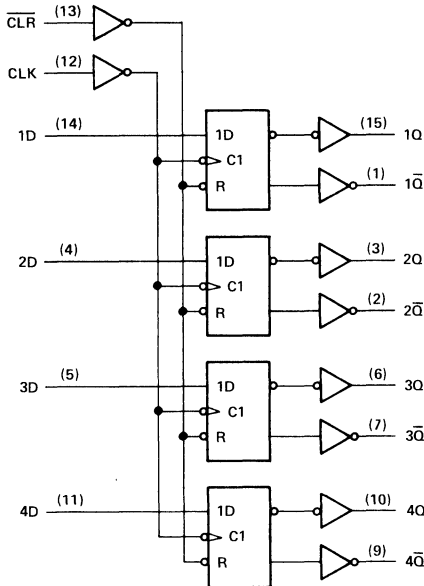 C̅L̅R̅ (13)
CLK (12)
1D (14) 1D (15) 1Q
C1 (1) 1Q̅
R
2D (4) 1D (3) 2Q
C1 (2) 2Q̅
R
3D (5) 1D (6) 3Q
C1 (7) 3Q̅
R
4D (11) 1D (10) 4Q
C1 (9) 4Q̅
R